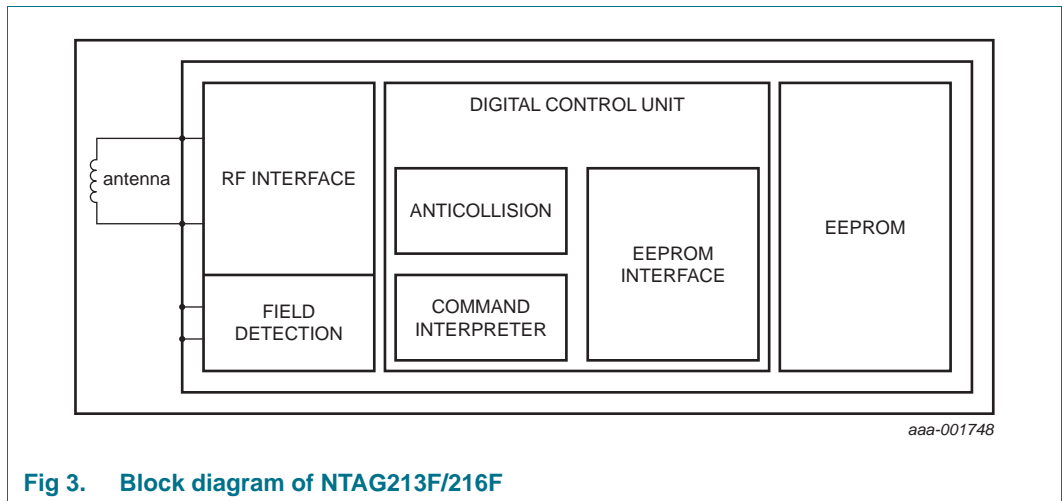 DIGITAL CONTROL UNIT
antenna
RF INTERFACE
ANTICOLLISION
EEPROM
INTERFACE
EEPROM
FIELD
DETECTION
COMMAND
INTERPRETER
aaa-001748
Fig 3. Block diagram of NTAG213F/216F